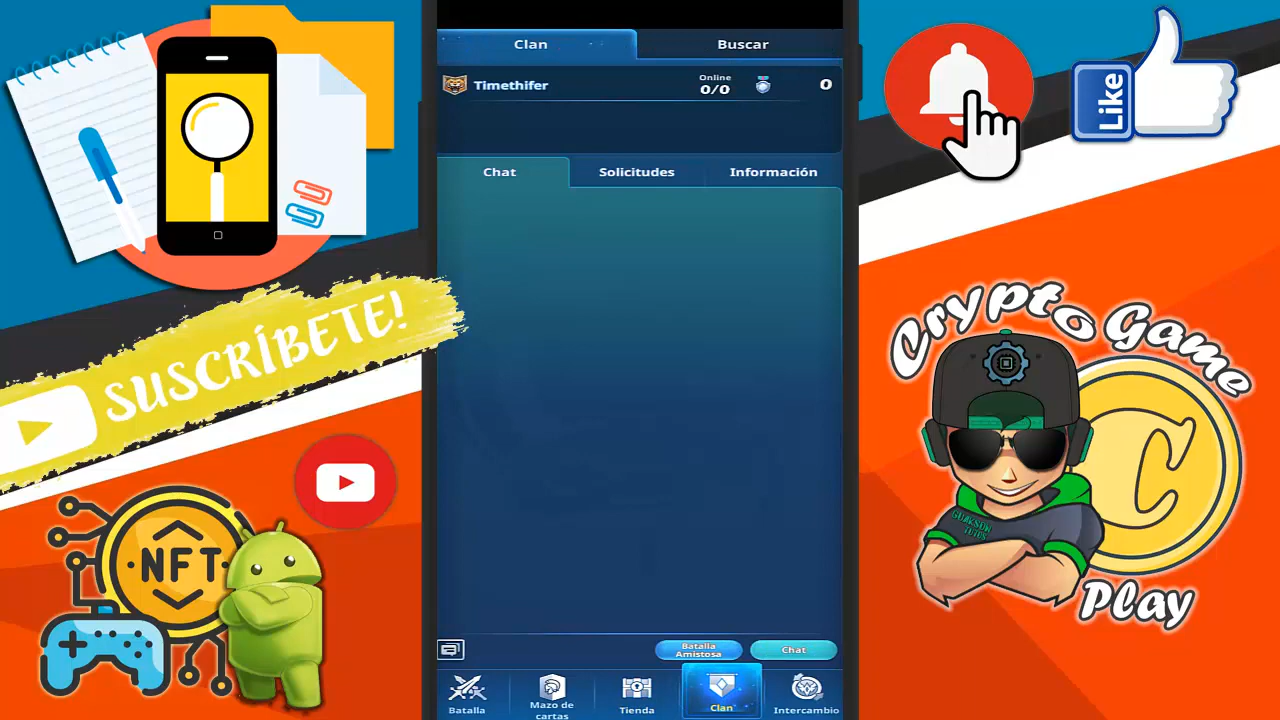 Clan
Buscar
Timethifer
Online
0/0
0
Chat
Solicitudes
Información
Batalla
Amistosa
Chat
Batalla
Mazo de
cartas
Tienda
Clan
Intercambio
SUSCRÍBETE!
NFT
Like
Crypto Game
Play
C